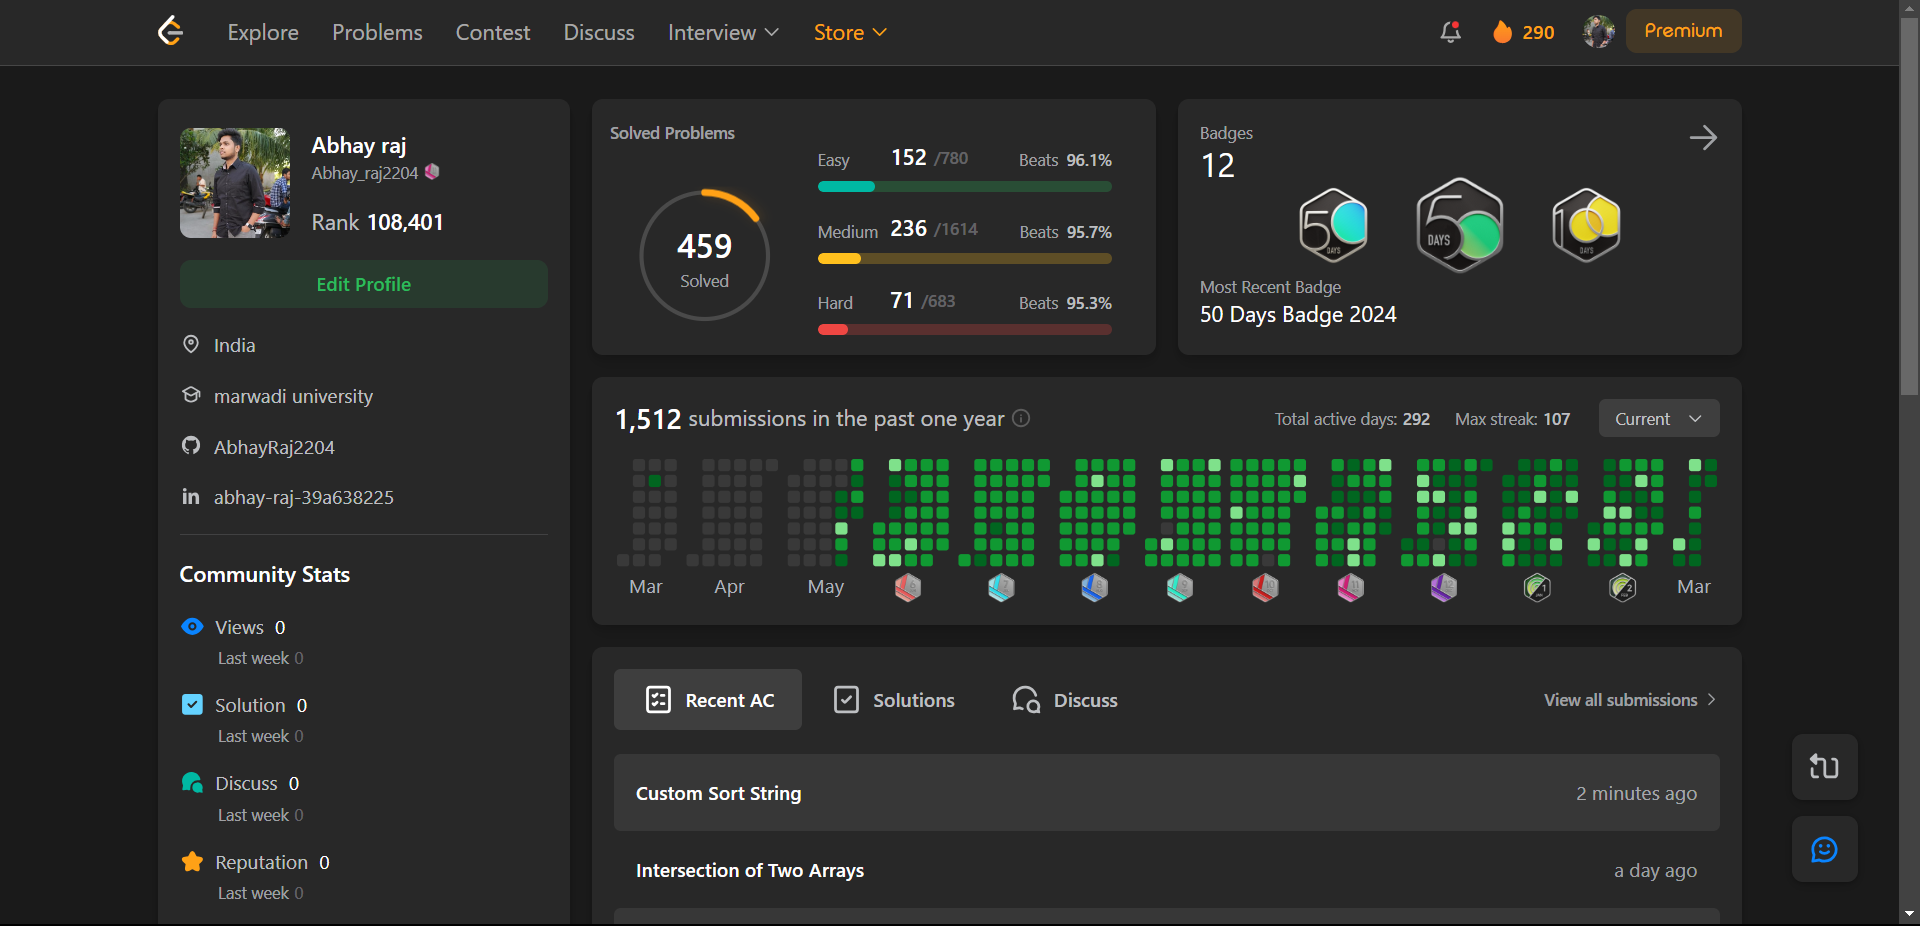 Explore Problems Contest Discuss Interview Store 290 Premium
Abhay raj
Abhay_raj2204
Rank 108,401
Edit Profile
India
marwadi university
AbhayRaj2204
abhay-raj-39a638225
Community Stats
Views 0
Last week 0
Solution 0
Last week 0
Discuss 0
Last week 0
Reputation 0
Last week 0
Solved Problems
459
Solved
Easy 152 /780 Beats 96.1%
Medium 236 /1614 Beats 95.7%
Hard 71 /683 Beats 95.3%
Badges
12
50 DAYS
50 DAYS
100 DAYS
Most Recent Badge
50 Days Badge 2024
1,512 submissions in the past one year
Total active days: 292 Max streak: 107 Current
Mar Apr May Mar
Recent AC Solutions Discuss View all submissions
Custom Sort String 2 minutes ago
Intersection of Two Arrays a day ago